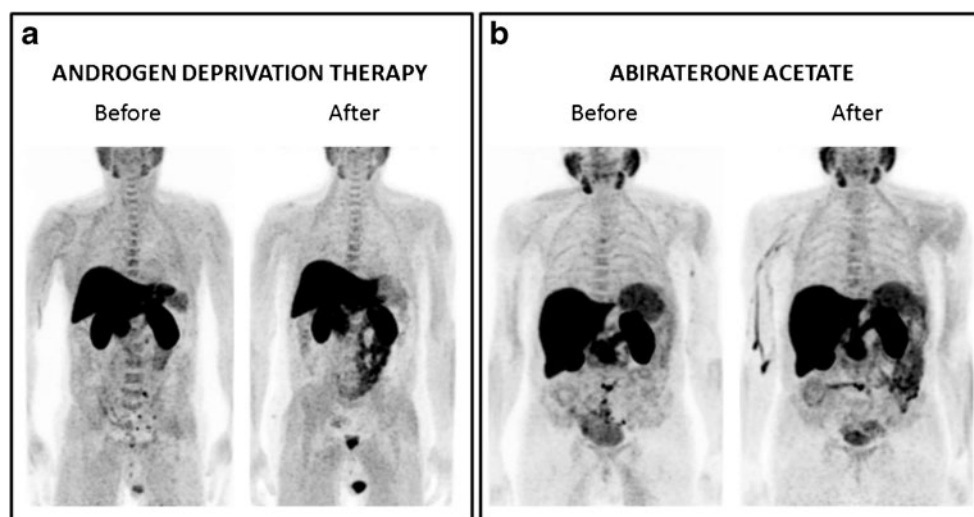 a
ANDROGEN DEPRIVATION THERAPY
Before After
b
ABIRATERONE ACETATE
Before After